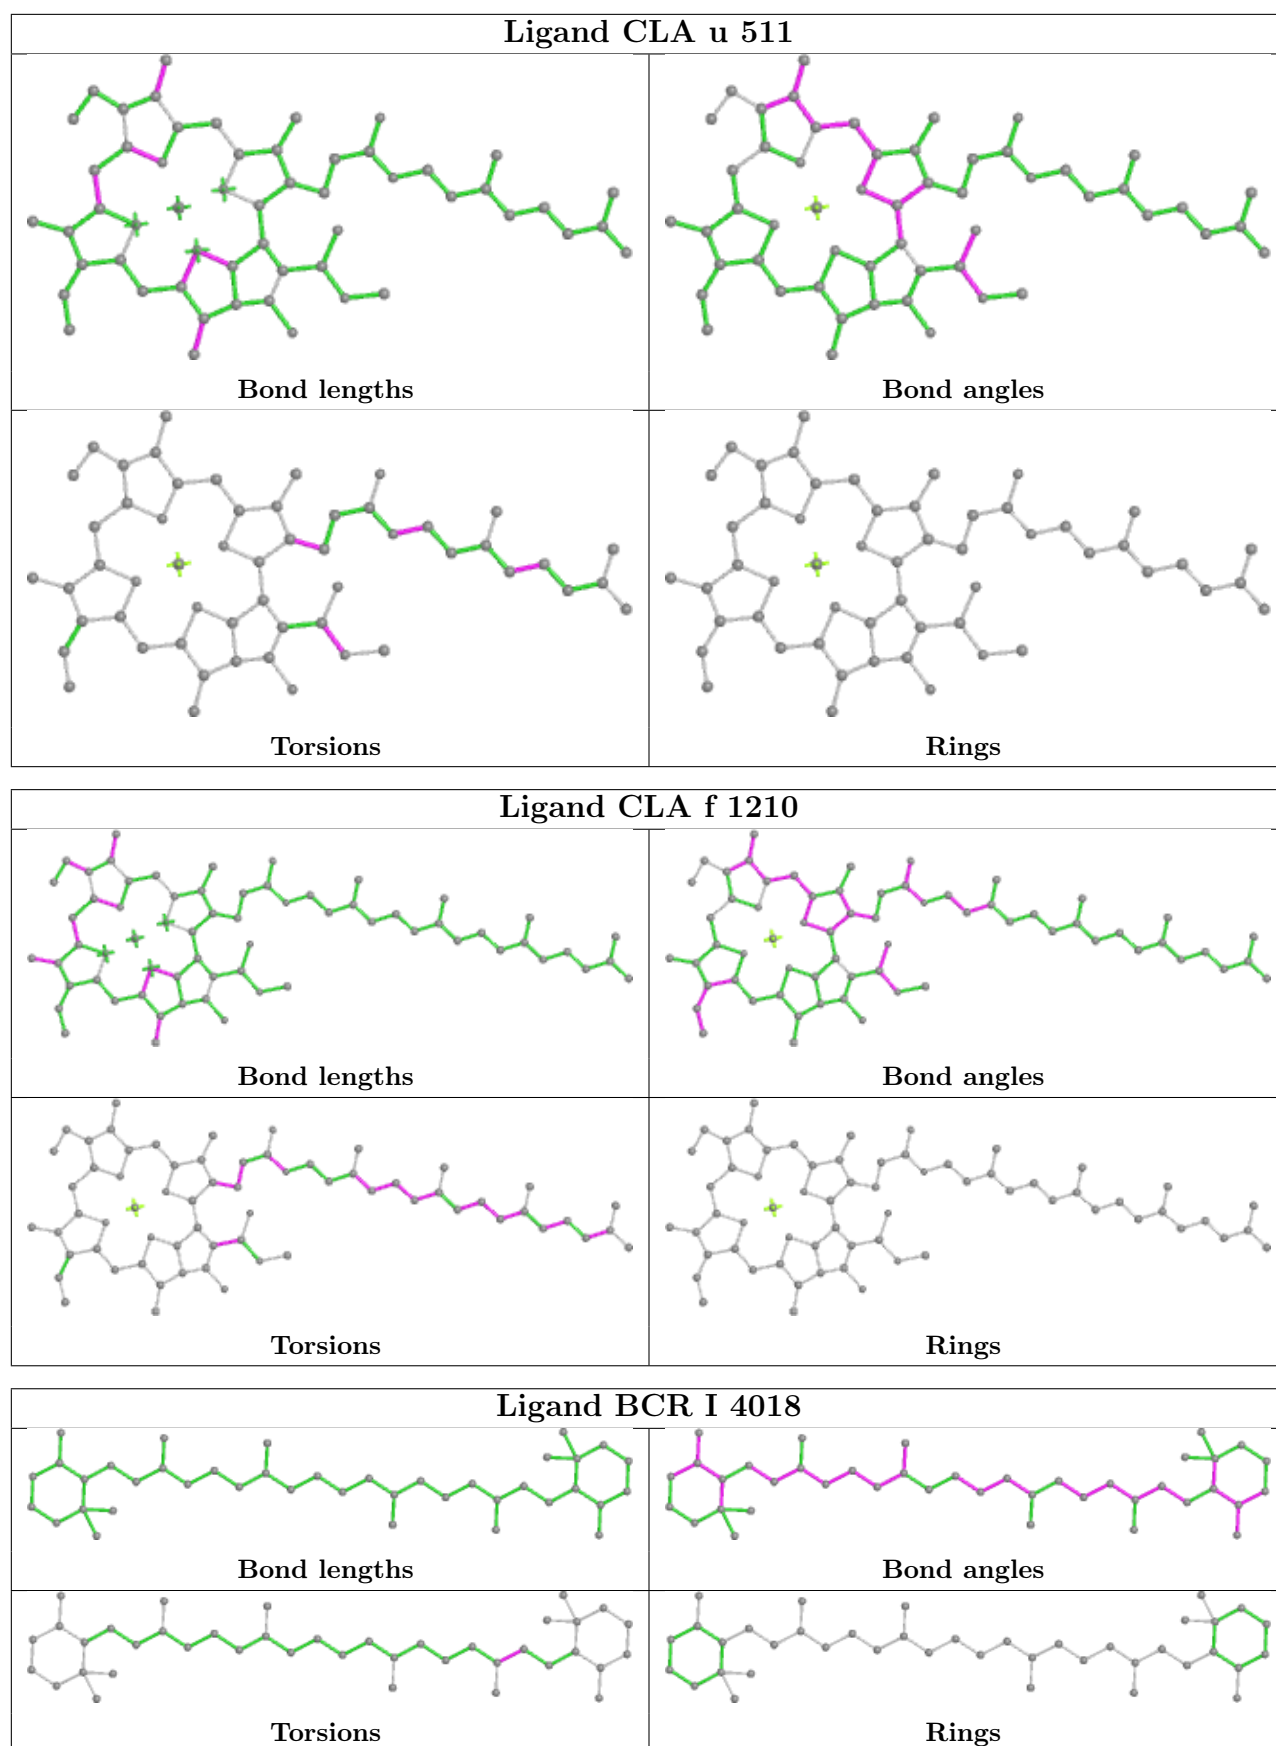 Ligand CLA u 511
Bond lengths
Bond angles
Torsions
Rings
Ligand CLA f 1210
Bond lengths
Bond angles
Torsions
Rings
Ligand BCR I 4018
Bond lengths
Bond angles
Torsions
Rings